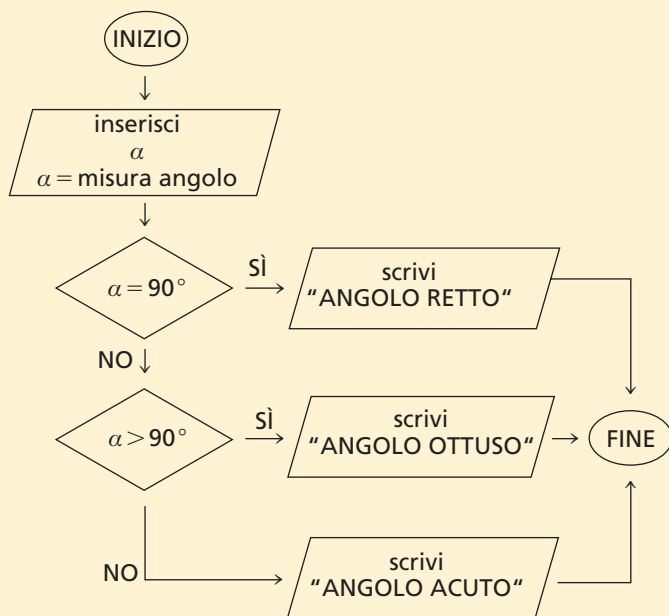 INIZIO
inserisci
α
α = misura angolo
α = 90°
SÌ
scrivi
“ANGOLO RETTO“
NO
α > 90°
SÌ
scrivi
“ANGOLO OTTUSO“
FINE
NO
scrivi
“ANGOLO ACUTO“